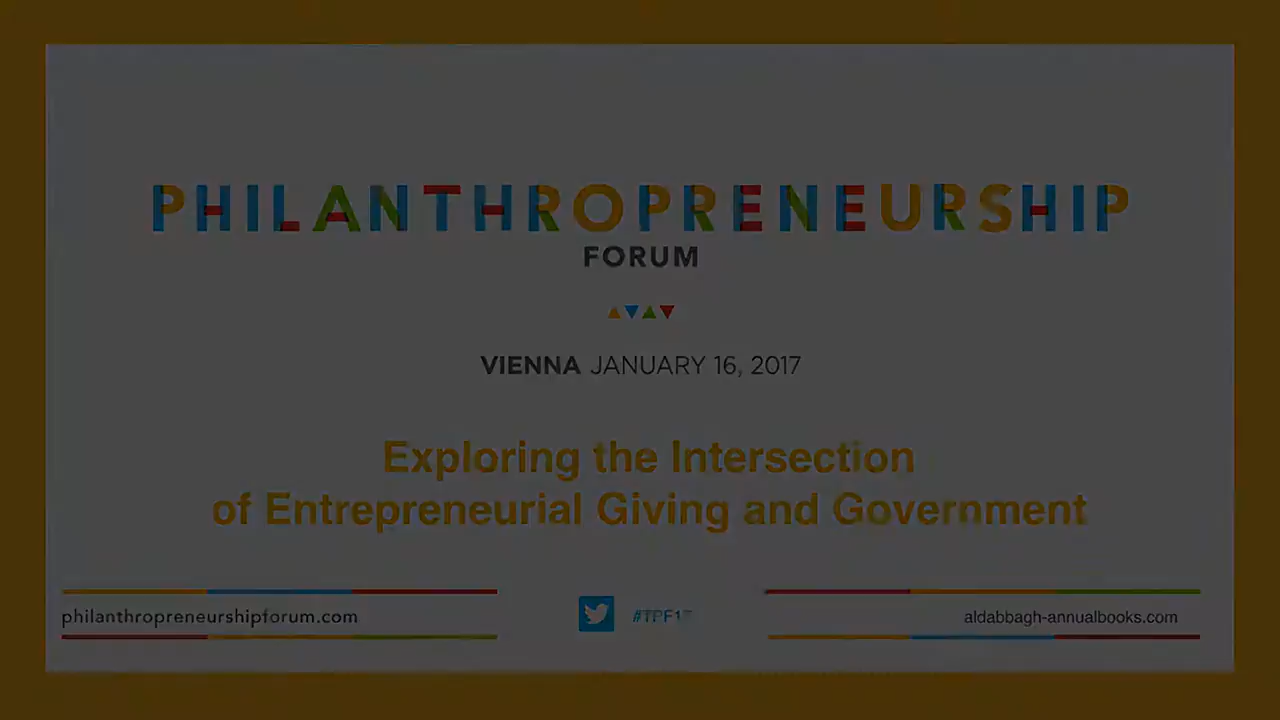 PHILANTHROPRENEURSHIP
FORUM
VIENNA JANUARY 16, 2017
Exploring the Intersection
of Entrepreneurial Giving and Government
philanthropreneurshipforum.com
#TPF17
aldabbagh-annualbooks.com